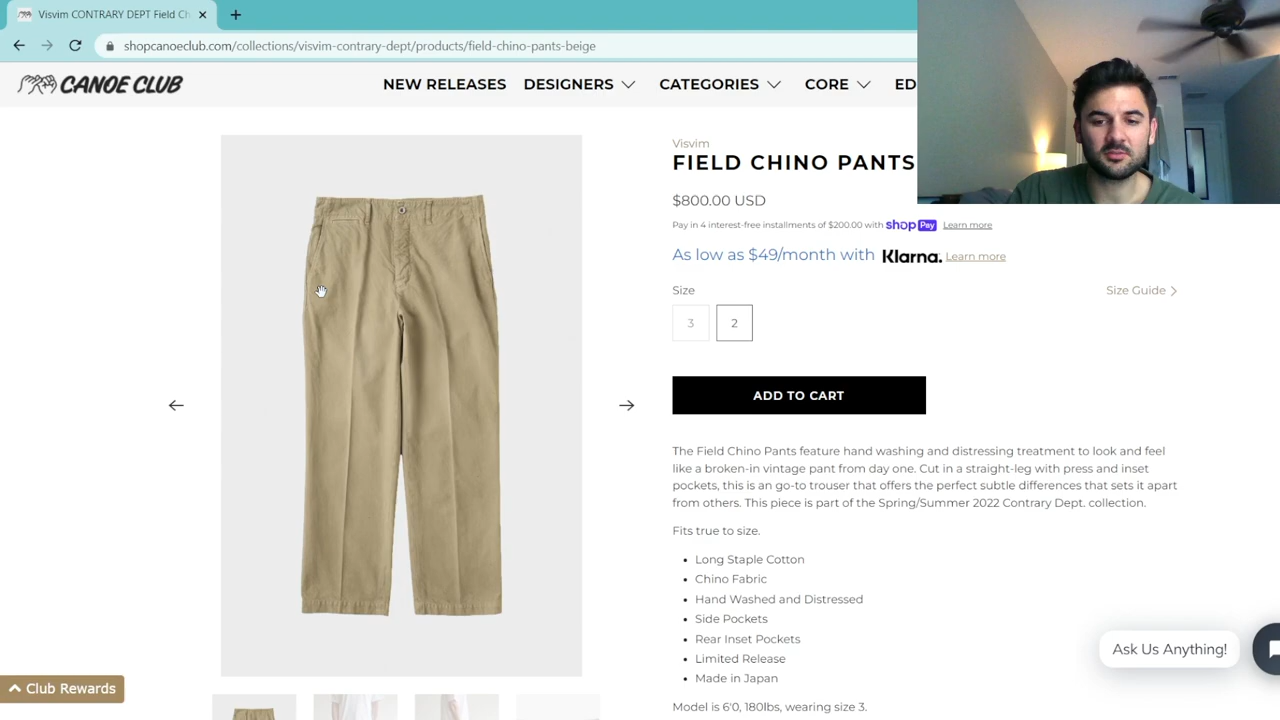 Visvim CONTRARY DEPT Field Ch
shopcanoeclub.com/collections/visvim-contrary-dept/products/field-chino-pants-beige
CANOE CLUB
NEW RELEASES DESIGNERS CATEGORIES CORE ED
Visvim
FIELD CHINO PANTS
$800.00 USD
Pay in 4 interest-free installments of $200.00 with shop Pay Learn more
As low as $49/month with Klarna. Learn more
Size Size Guide
3 2
ADD TO CART
The Field Chino Pants feature hand washing and distressing treatment to look and feel
like a broken-in vintage pant from day one. Cut in a straight-leg with press and inset
pockets, this is an go-to trouser that offers the perfect subtle differences that sets it apart
from others. This piece is part of the Spring/Summer 2022 Contrary Dept. collection.
Fits true to size.
• Long Staple Cotton
• Chino Fabric
• Hand Washed and Distressed
• Side Pockets
• Rear Inset Pockets
• Limited Release
• Made in Japan
Model is 6'0, 180lbs, wearing size 3.
Ask Us Anything!
Club Rewards